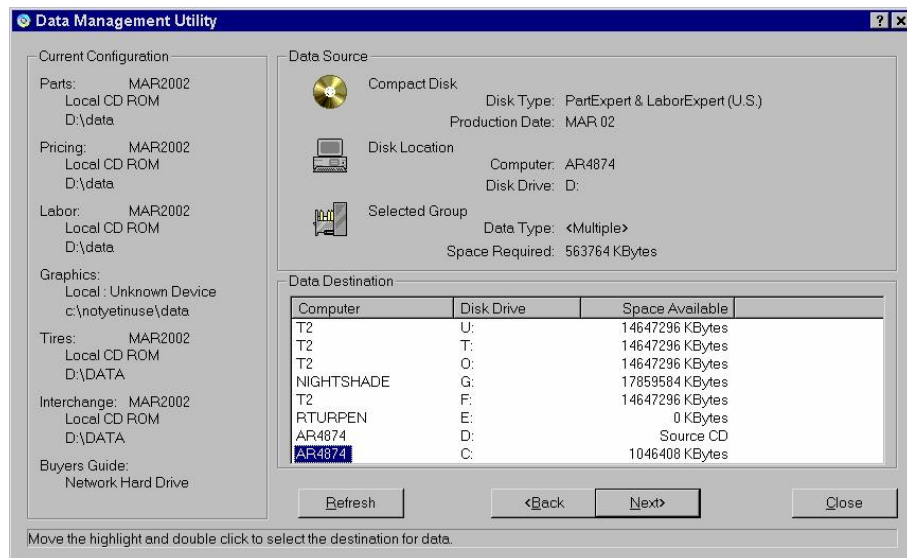 Data Management Utility
Current Configuration
Parts: MAR2002
Local CD ROM
D:\data
Pricing: MAR2002
Local CD ROM
D:\data
Labor: MAR2002
Local CD ROM
D:\data
Graphics:
Local : Unknown Device
c:\notyetinuse\data
Tires: MAR2002
Local CD ROM
D:\DATA
Interchange: MAR2002
Local CD ROM
D:\DATA
Buyers Guide:
Network Hard Drive
Data Source
Compact Disk
Disk Type: PartExpert & LaborExpert (U.S.)
Production Date: MAR 02
Disk Location
Computer: AR4874
Disk Drive: D:
Selected Group
Data Type: <Multiple>
Space Required: 563764 KBytes
Data Destination
Computer Disk Drive Space Available
T2 U: 14647296 KBytes
T2 T: 14647296 KBytes
T2 O: 14647296 KBytes
NIGHTSHADE G: 17859584 KBytes
T2 F: 14647296 KBytes
RTURPEN E: 0 KBytes
AR4874 D: Source CD
AR4874 C: 1046408 KBytes
Refresh <Back Next> Close
Move the highlight and double click to select the destination for data.